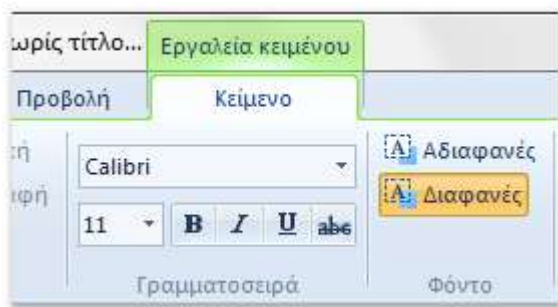 ωρίς τίτλο... Εργαλεία κειμένου
Προβολή Κείμενο
Calibri
Αδιαφανές
11 B I U abc
Διαφανές
Γραμματοσειρά Φόντο